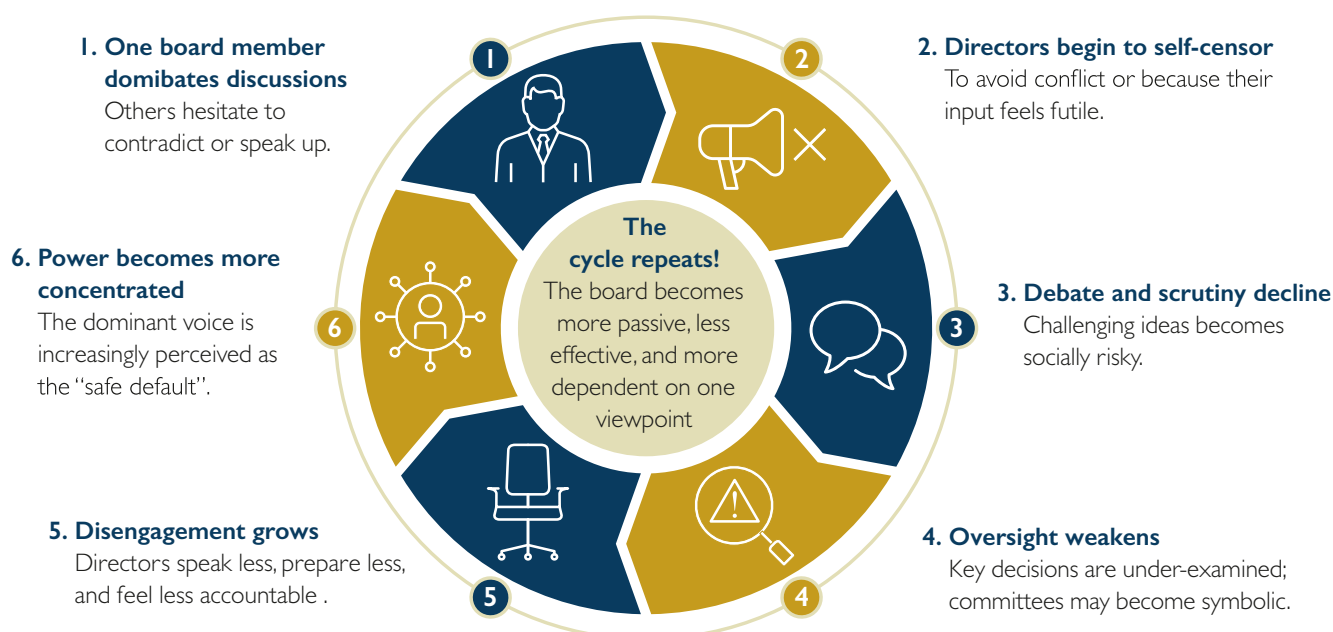 1. One board member
domibates discussions
Others hesitate to
contradict or speak up.
2. Directors begin to self-censor
To avoid conflict or because their
input feels futile.
3. Debate and scrutiny decline
Challenging ideas becomes
socially risky.
4. Oversight weakens
Key decisions are under-examined;
committees may become symbolic.
5. Disengagement grows
Directors speak less, prepare less,
and feel less accountable .
6. Power becomes more
concentrated
The dominant voice is
increasingly perceived as
the “safe default”.
1
2
3
4
5
6
The
cycle repeats!
The board becomes
more passive, less
effective, and more
dependent on one
viewpoint